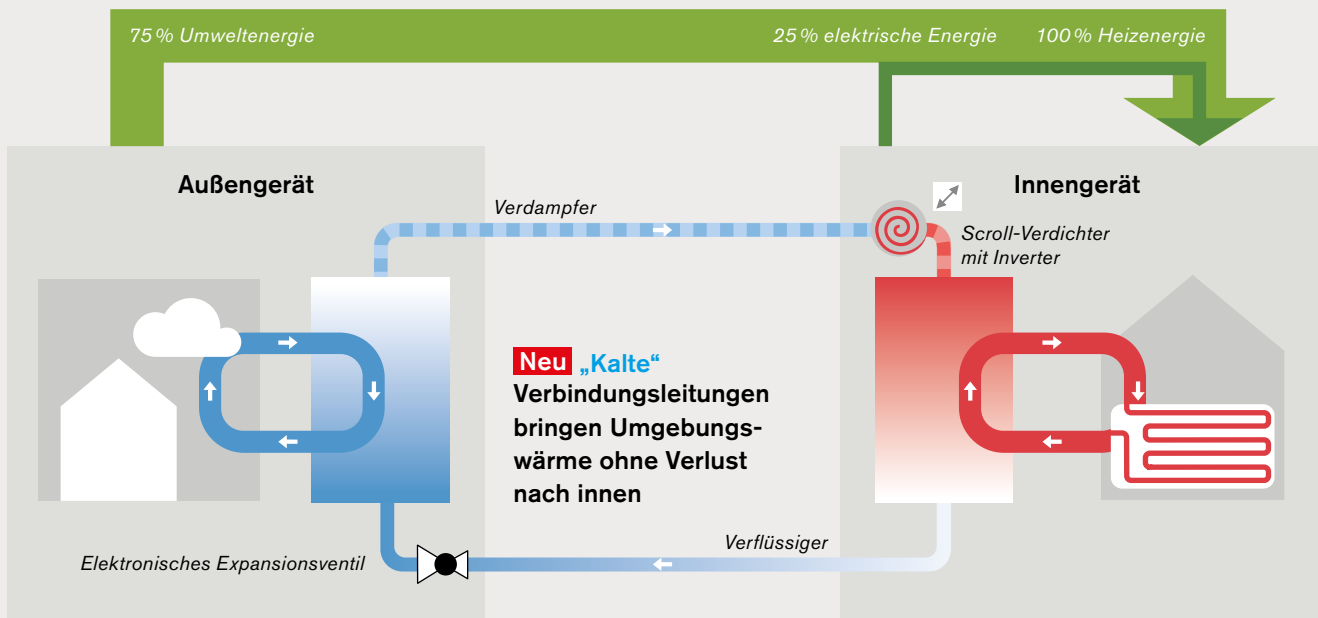 75 % Umweltenergie
25 % elektrische Energie
100 % Heizenergie
Außengerät
Innengerät
Verdampfer
Scroll-Verdichter
mit Inverter
Neu „Kalte“
Verbindungsleitungen
bringen Umgebungs-
wärme ohne Verlust
nach innen
Verflüssiger
Elektronisches Expansionsventil